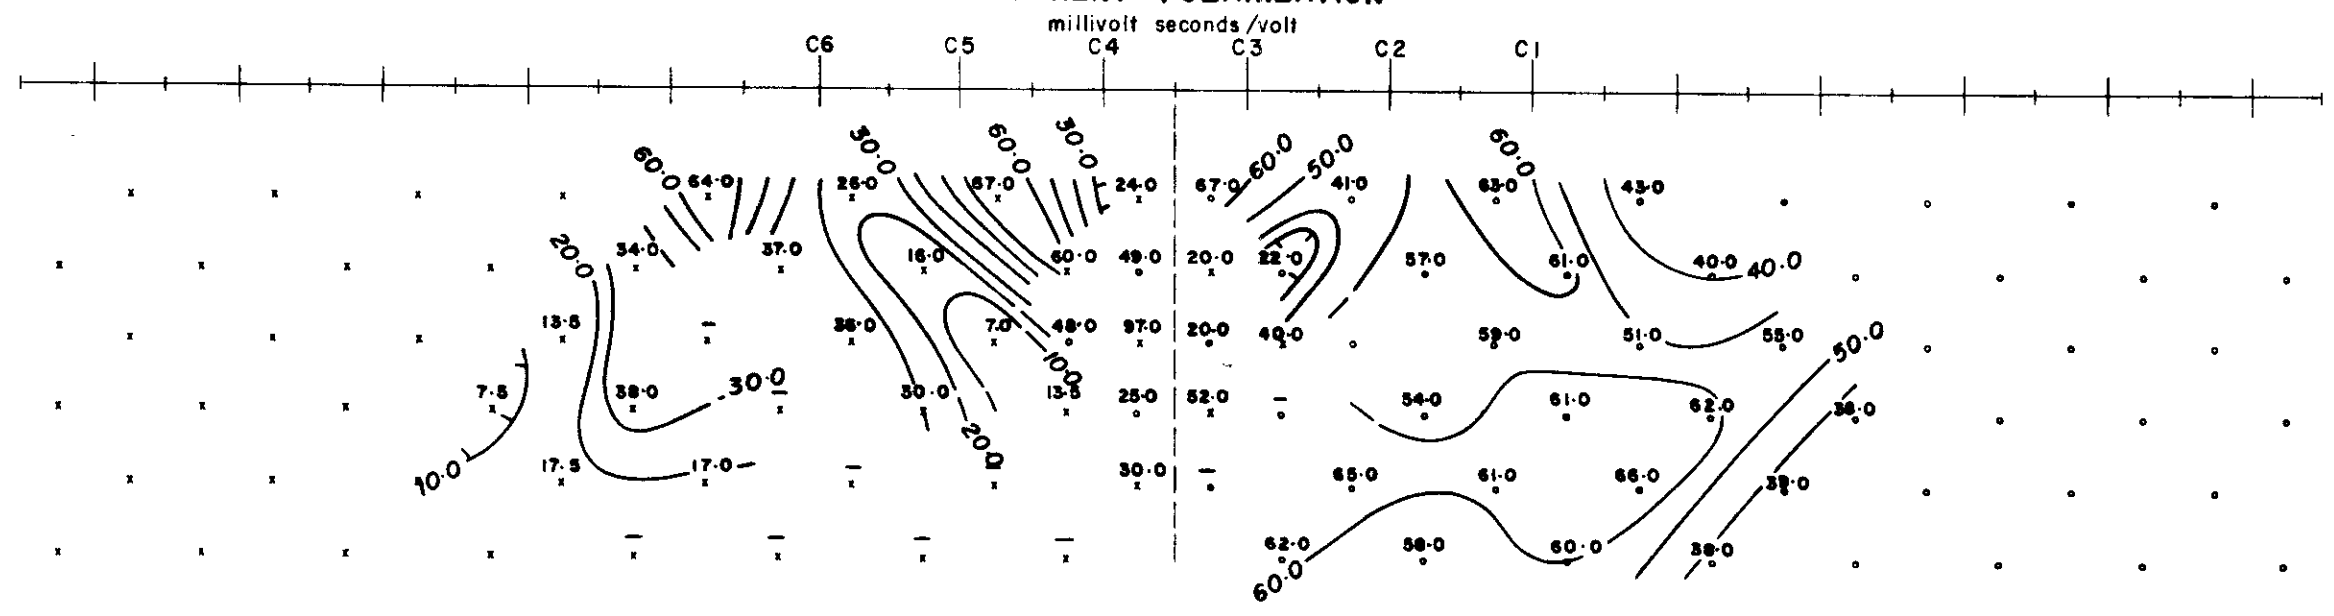 millivolt seconds/volt
C6 C5 C4 C3 C2 C1
60.0 64.0 30.0 26.0 60.0 67.0 30.0 24.0 67.0 60.0 50.0 41.0 60.0 63.0 43.0
20.0 34.0 37.0 16.0 60.0 49.0 20.0 22.0 57.0 61.0 40.0 40.0
13.5 – 36.0 7.0 48.0 97.0 20.0 40.0 59.0 51.0 55.0 50.0
7.5 38.0 30.0 – 30.0 10.0 13.5 25.0 52.0 – 54.0 61.0 62.0 38.0
10.0 17.5 17.0 – 20.0 30.0 – 65.0 61.0 66.0 39.0
– – – – 62.0 58.0 60.0 38.0
60.0